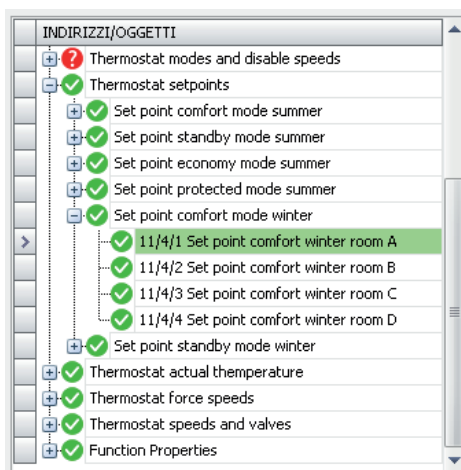 INDIRIZZI/OGGETTI
Thermostat modes and disable speeds
Thermostat setpoints
Set point comfort mode summer
Set point standby mode summer
Set point economy mode summer
Set point protected mode summer
Set point comfort mode winter
11/4/1 Set point comfort winter room A
11/4/2 Set point comfort winter room B
11/4/3 Set point comfort winter room C
11/4/4 Set point comfort winter room D
Set point standby mode winter
Thermostat actual themperature
Thermostat force speeds
Thermostat speeds and valves
Function Properties